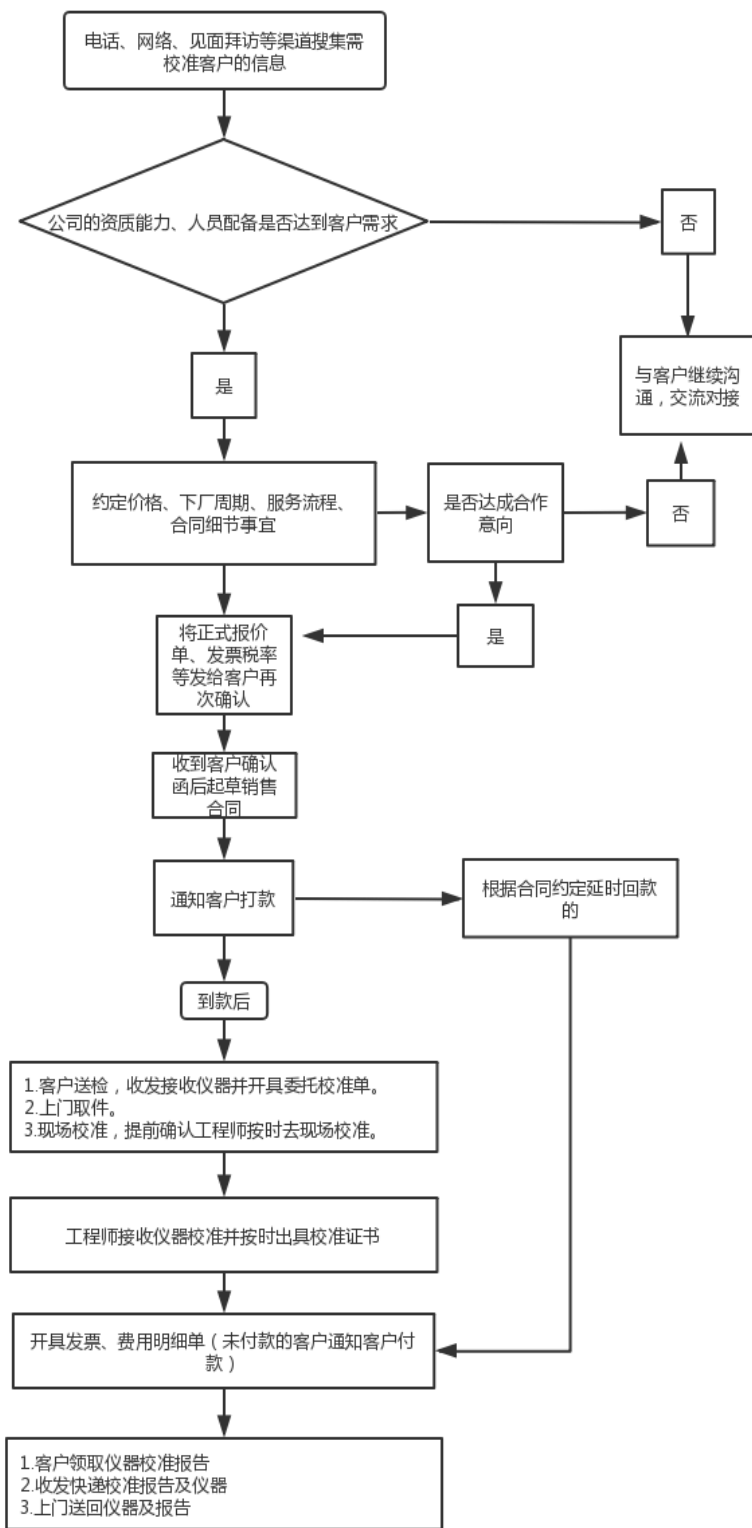 电话、网络、见面拜访等渠道搜集需
校准客户的信息
公司的资质能力、人员配备是否达到客户需求
否
是
与客户继续沟
通，交流对接
约定价格、下厂周期、服务流程、
合同细节事宜
是否达成合作
意向
否
是
将正式报价
单、发票税率
等发给客户再
次确认
收到客户确认
函后起草销售
合同
通知客户打款
根据合同约定延时回款
的
到款后
1.客户送检，收发接收仪器并开具委托校准单。
2.上门取件。
3.现场校准，提前确认工程师按时去现场校准。
工程师接收仪器校准并按时出具校准证书
开具发票、费用明细单（未付款的客户通知客户付
款）
1.客户领取仪器校准报告
2.收发快递校准报告及仪器
3.上门送回仪器及报告